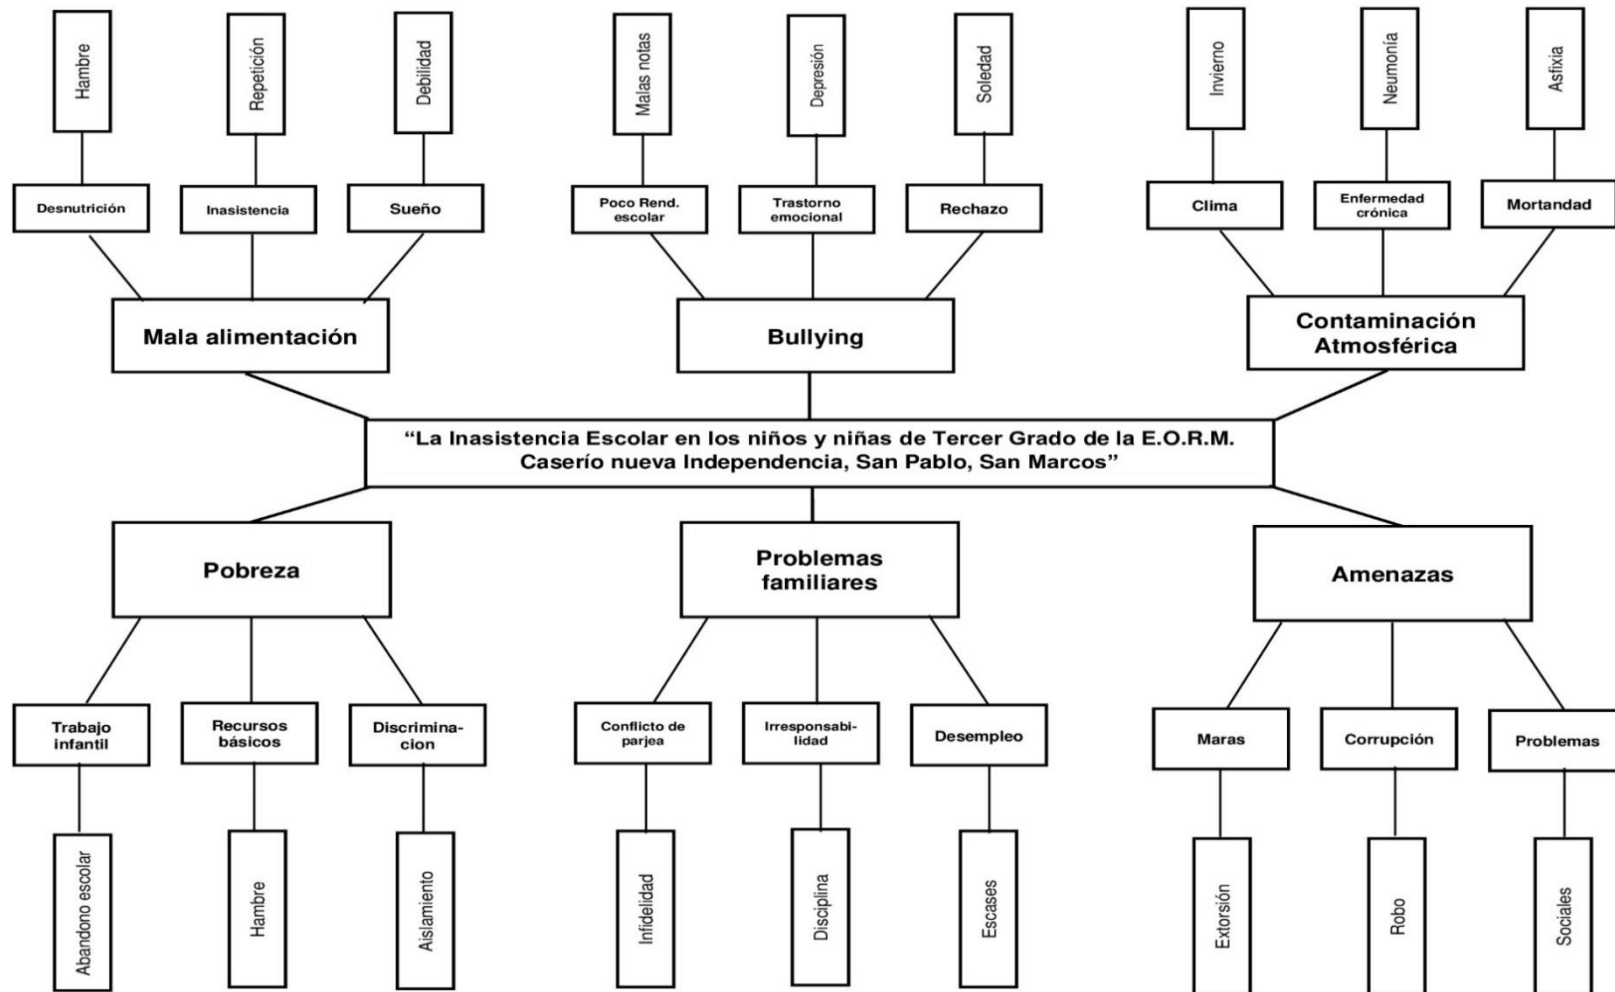 Hambre
Repetición
Debilidad
Malas notas
Depresión
Soledad
Invierno
Neumonía
Asfixia
Desnutrición
Inasistencia
Sueño
Poco Rend.
escolar
Trastorno
emocional
Rechazo
Clima
Enfermedad
crónica
Mortandad
Mala alimentación
Bullying
Contaminación
Atmosférica
“La Inasistencia Escolar en los niños y niñas de Tercer Grado de la E.O.R.M.
Caserío nueva Independencia, San Pablo, San Marcos”
Pobreza
Problemas
familiares
Amenazas
Trabajo
infantil
Recursos
básicos
Discrimina-
cion
Conflicto de
parjea
Irresponsabi-
lidad
Desempleo
Maras
Corrupción
Problemas
Abandono escolar
Hambre
Aislamiento
Infidelidad
Disciplina
Escases
Extorsión
Robo
Sociales